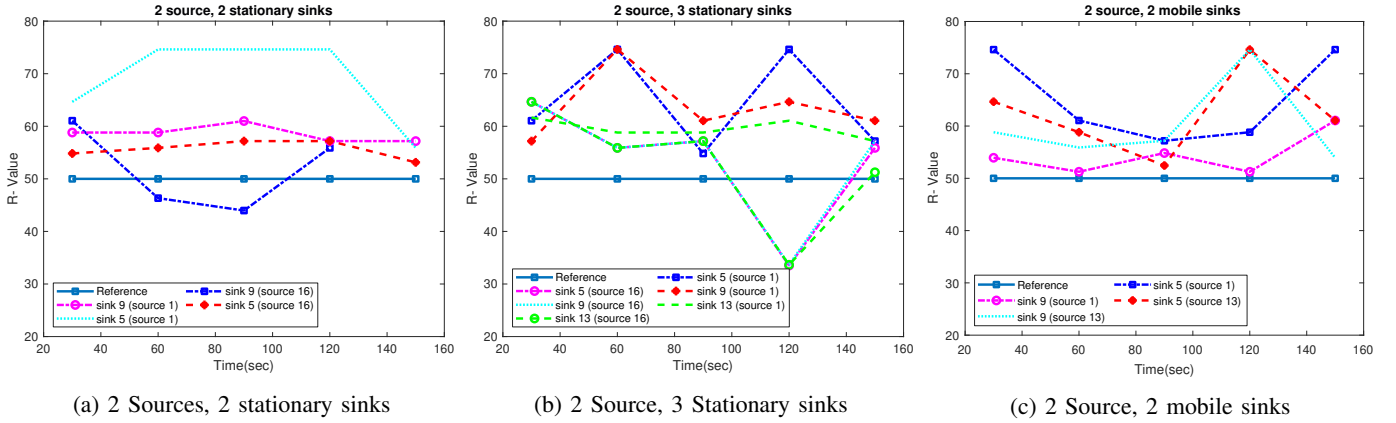 2 source, 2 stationary sinks
80
70
60
50
40
30
20
R- Value
Reference
sink 9 (source 1)
sink 5 (source 1)
sink 9 (source 16)
sink 5 (source 16)
20 40 60 80 100 120 140 160
Time(sec)
(a) 2 Sources, 2 stationary sinks
2 source, 3 stationary sinks
80
70
60
50
40
30
20
R- Value
Reference
sink 5 (source 16)
sink 9 (source 16)
sink 13 (source 16)
sink 5 (source 1)
sink 9 (source 1)
sink 13 (source 1)
20 40 60 80 100 120 140 160
Time(sec)
(b) 2 Source, 3 Stationary sinks
2 source, 2 mobile sinks
80
70
60
50
40
30
20
R- Value
Reference
sink 9 (source 1)
sink 9 (source 13)
sink 5 (source 1)
sink 5 (source 13)
20 40 60 80 100 120 140 160
Time(sec)
(c) 2 Source, 2 mobile sinks